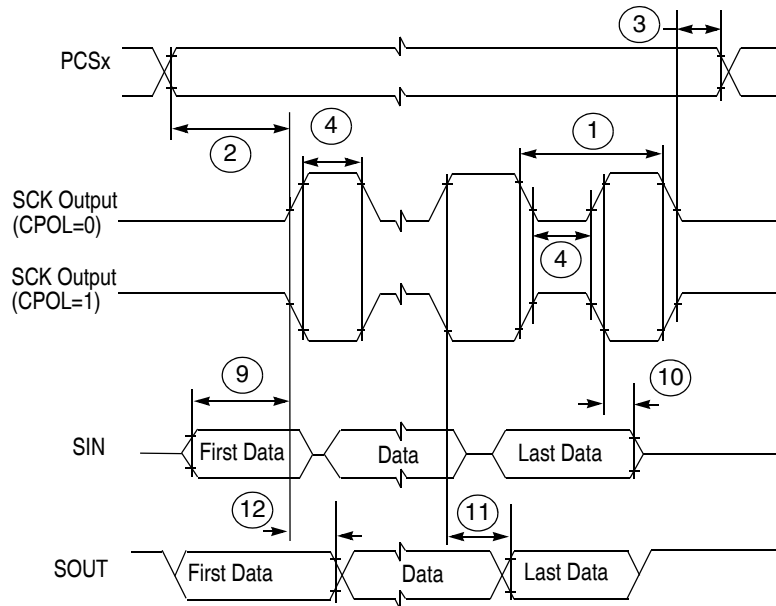 3
PCSx
2
4
1
SCK Output
(CPOL=0)
4
SCK Output
(CPOL=1)
9
10
SIN
First Data
Data
Last Data
12
11
SOUT
First Data
Data
Last Data